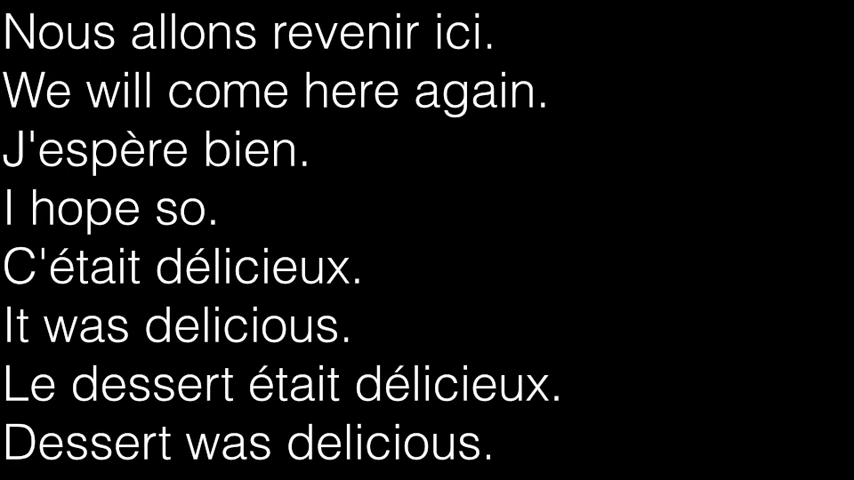 Nous allons revenir ici.
We will come here again.
J'espère bien.
I hope so.
C'était délicieux.
It was delicious.
Le dessert était délicieux.
Dessert was delicious.